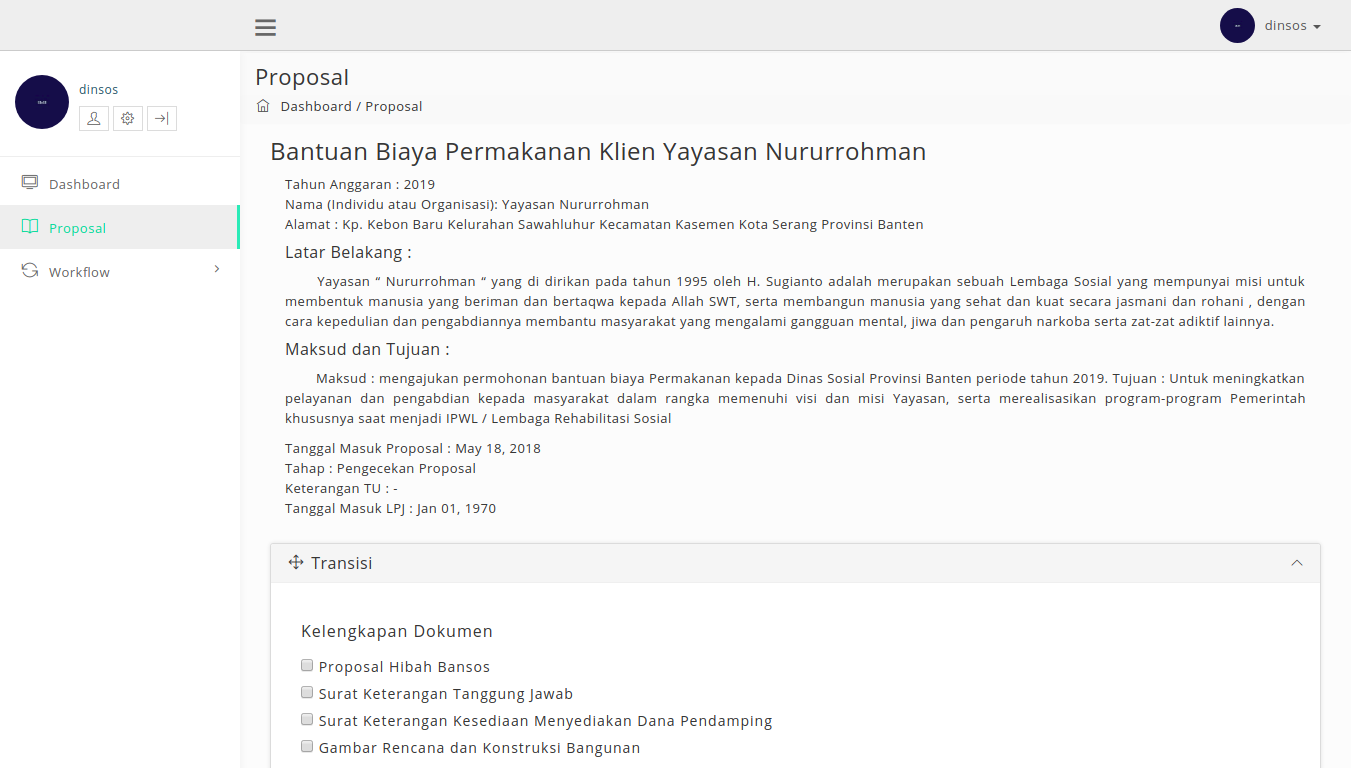 dinsos
Proposal
Dashboard / Proposal
dinsos
Dashboard
Proposal
Workflow
Bantuan Biaya Permakanan Klien Yayasan Nururrohman
Tahun Anggaran : 2019
Nama (Individu atau Organisasi): Yayasan Nururrohman
Alamat : Kp. Kebon Baru Kelurahan Sawahluhur Kecamatan Kasemen Kota Serang Provinsi Banten
Latar Belakang :
Yayasan “ Nururrohman “ yang di dirikan pada tahun 1995 oleh H. Sugianto adalah merupakan sebuah Lembaga Sosial yang mempunyai misi untuk
membentuk manusia yang beriman dan bertaqwa kepada Allah SWT, serta membangun manusia yang sehat dan kuat secara jasmani dan rohani , dengan
cara kepedulian dan pengabdiannya membantu masyarakat yang mengalami gangguan mental, jiwa dan pengaruh narkoba serta zat-zat adiktif lainnya.
Maksud dan Tujuan :
Maksud : mengajukan permohonan bantuan biaya Permakanan kepada Dinas Sosial Provinsi Banten periode tahun 2019. Tujuan : Untuk meningkatkan
pelayanan dan pengabdian kepada masyarakat dalam rangka memenuhi visi dan misi Yayasan, serta merealisasikan program-program Pemerintah
khususnya saat menjadi IPWL / Lembaga Rehabilitasi Sosial
Tanggal Masuk Proposal : May 18, 2018
Tahap : Pengecekan Proposal
Keterangan TU : -
Tanggal Masuk LPJ : Jan 01, 1970
Transisi
Kelengkapan Dokumen
Proposal Hibah Bansos
Surat Keterangan Tanggung Jawab
Surat Keterangan Kesediaan Menyediakan Dana Pendamping
Gambar Rencana dan Konstruksi Bangunan